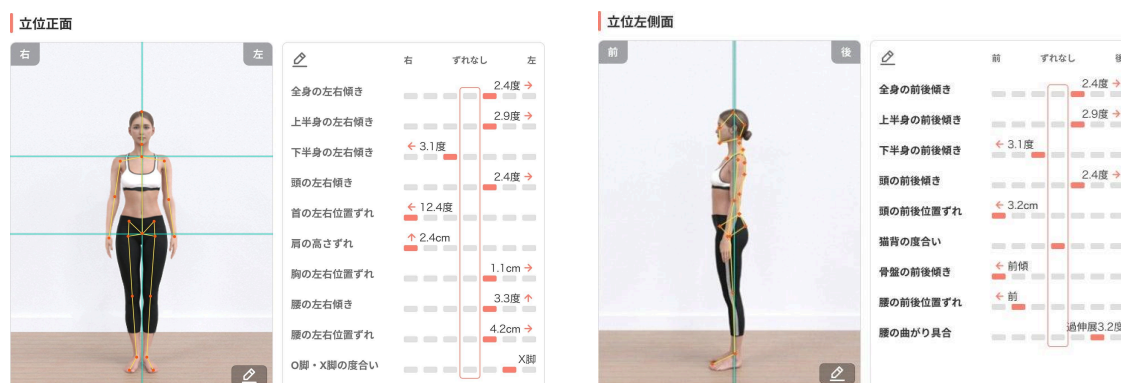 立位正面
右
左
右 ずれなし 左
全身の左右傾き 2.4度 →
上半身の左右傾き 2.9度 →
下半身の左右傾き ← 3.1度
頭の左右傾き 2.4度 →
首の左右位置ずれ ← 12.4度
肩の高さずれ ↑ 2.4cm
胸の左右位置ずれ 1.1cm →
腰の左右傾き 3.3度 ↑
腰の左右位置ずれ 4.2cm →
O脚・X脚の度合い X脚
立位左側面
前
後
前 ずれなし 後
全身の前後傾き 2.4度 →
上半身の前後傾き 2.9度 →
下半身の前後傾き ← 3.1度
頭の前後傾き 2.4度 →
頭の前後位置ずれ ← 3.2cm
猫背の度合い
骨盤の前後傾き ← 前傾
腰の前後位置ずれ ← 前
腰の曲がり具合 過伸展3.2度